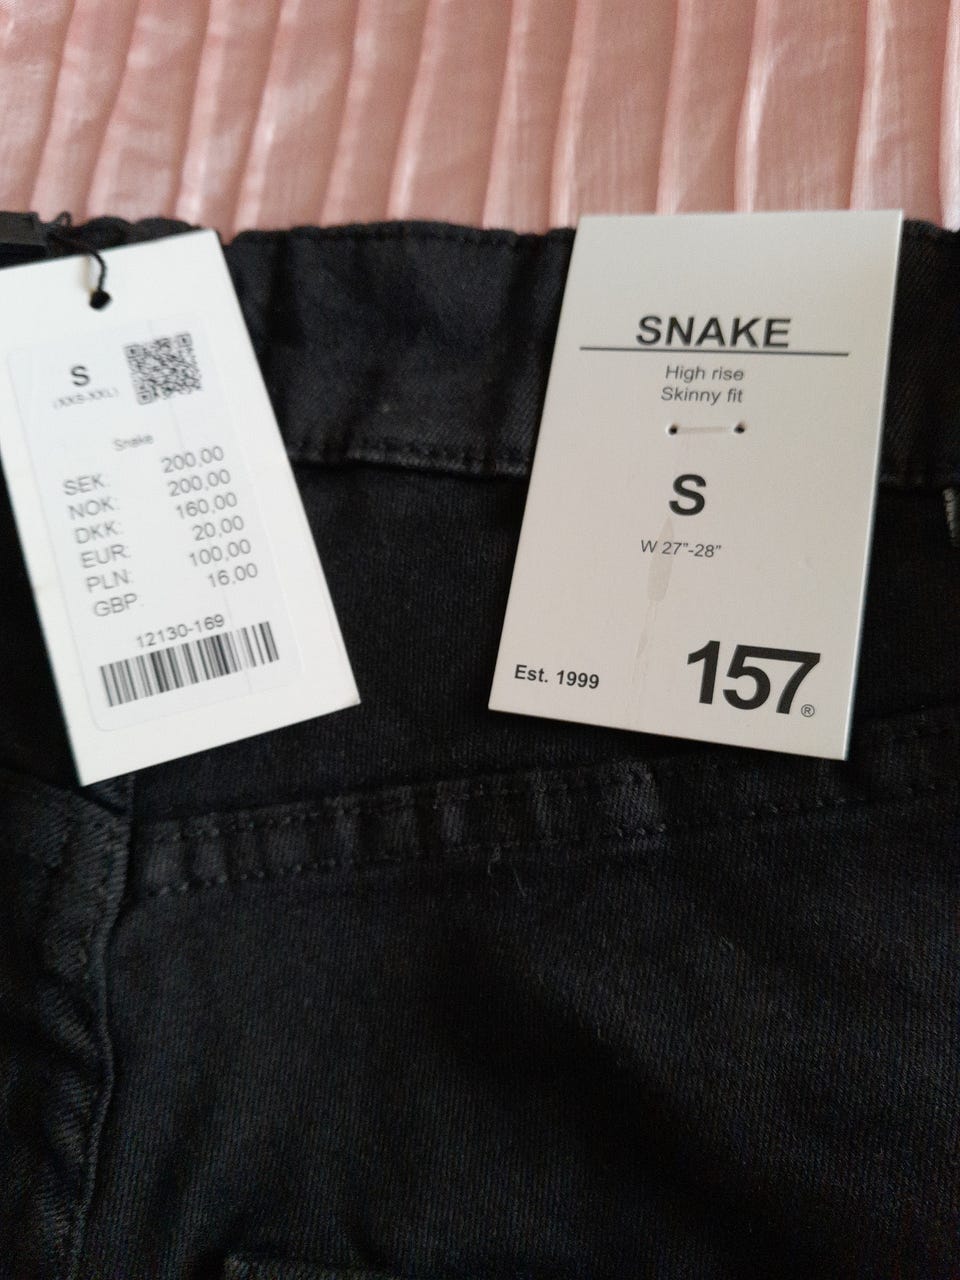 S
(XXS-XXL)
Snake
SEK: 200,00
NOK: 200,00
DKK: 160,00
EUR: 20,00
PLN: 100,00
GBP: 16,00
12130-169
SNAKE
High rise
Skinny fit
S
W 27”-28”
Est. 1999
157®